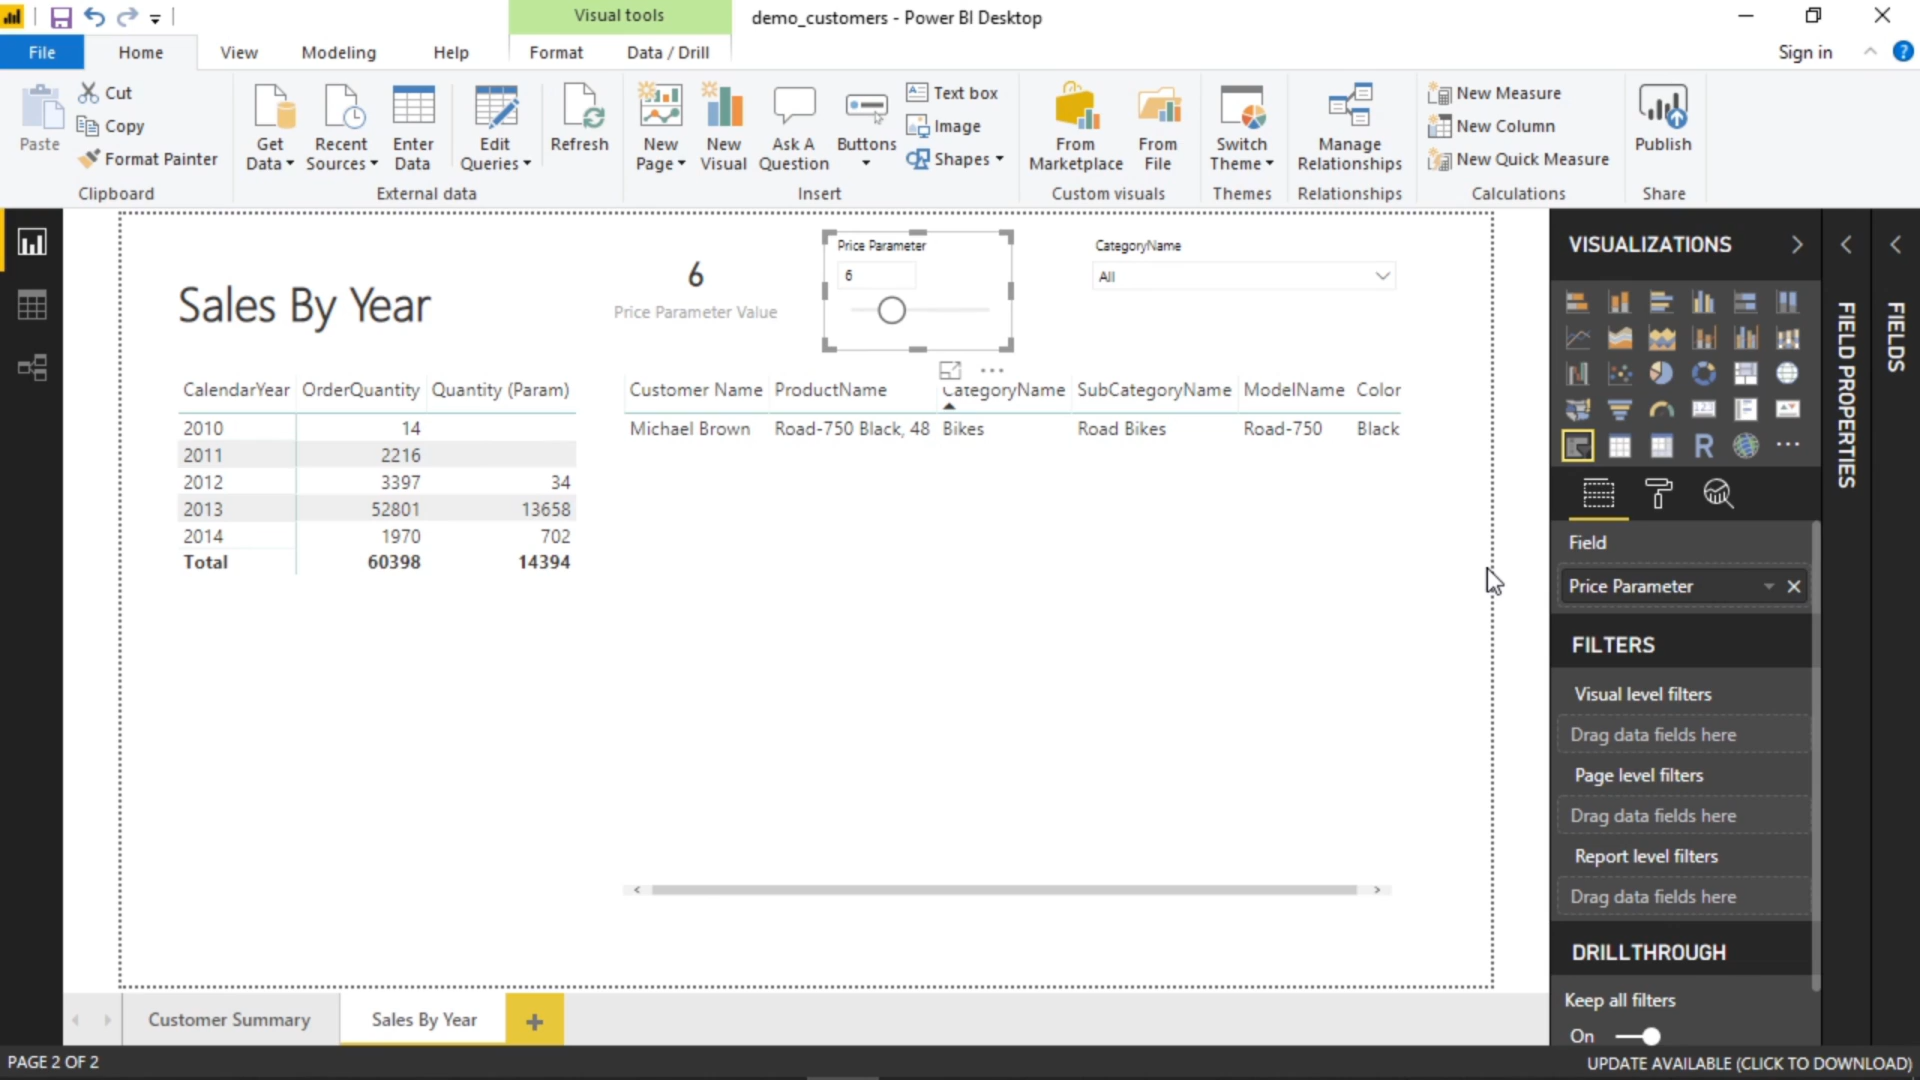 Visual tools
demo_customers - Power BI Desktop
File Home View Modeling Help Format Data / Drill Sign in ?
Paste
Cut
Copy
Format Painter
Clipboard
Get Data
Recent Sources
Enter Data
Edit Queries
Refresh
External data
New Page
New Visual
Ask A Question
Buttons
Text box
Image
Shapes
Insert
From Marketplace
From File
Custom visuals
Switch Theme
Themes
Manage Relationships
Relationships
New Measure
New Column
New Quick Measure
Calculations
Publish
Share
Sales By Year
6
Price Parameter Value
Price Parameter
6
CategoryName
All
CalendarYear OrderQuantity Quantity (Param)
2010 14
2011 2216
2012 3397 34
2013 52801 13658
2014 1970 702
Total 60398 14394
Customer Name ProductName CategoryName SubCategoryName ModelName Color
Michael Brown Road-750 Black, 48 Bikes Road Bikes Road-750 Black
VISUALIZATIONS
R
Field
Price Parameter
FILTERS
Visual level filters
Drag data fields here
Page level filters
Drag data fields here
Report level filters
Drag data fields here
DRILLTHROUGH
Keep all filters
On
FIELD PROPERTIES
FIELDS
Customer Summary
Sales By Year
PAGE 2 OF 2
UPDATE AVAILABLE (CLICK TO DOWNLOAD)